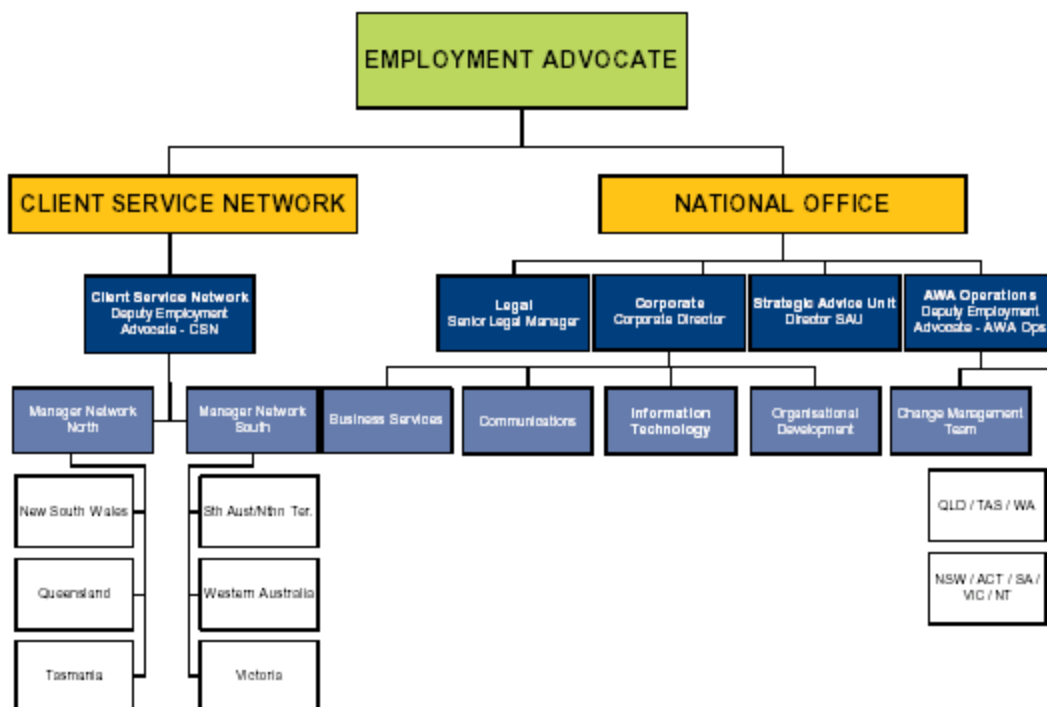 EMPLOYMENT ADVOCATE
CLIENT SERVICE NETWORK
NATIONAL OFFICE
Client Service Network
Deputy Employment
Advocate - CSN
Legal
Senior Legal Manager
Corporate
Corporate Director
Strategic Advice Unit
Director SAU
AWA Operations
Deputy Employment
Advocate - AWA Ops
Manager Network
North
Manager Network
South
Business Services
Communications
Information
Technology
Organisational
Development
Change Management
Team
New South Wales
Sth Aust/Nthn Ter.
QLD / TAS / WA
Queensland
Western Australia
NSW / ACT / SA /
VIC / NT
Tasmania
Victoria